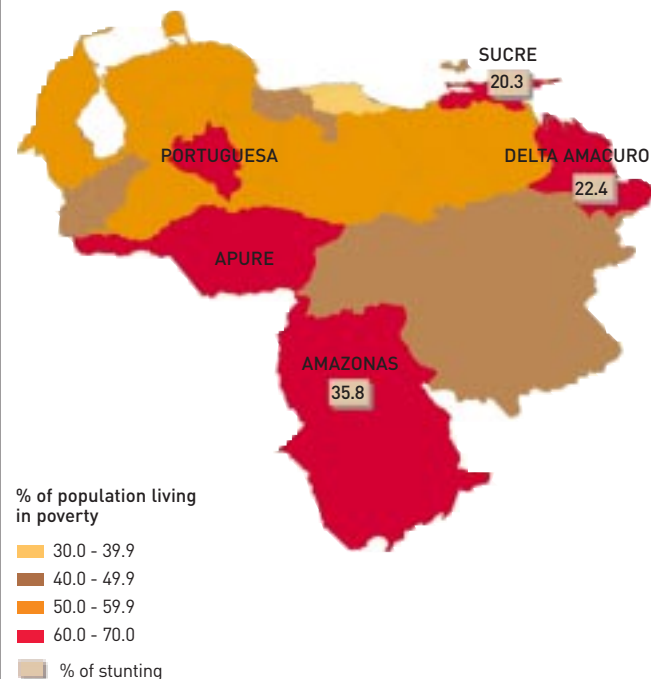 SUCRE
20.3
PORTUGUESA
DELTA AMACURO
22.4
APURE
AMAZONAS
35.8
% of population living
in poverty
30.0 - 39.9
40.0 - 49.9
50.0 - 59.9
60.0 - 70.0
% of stunting